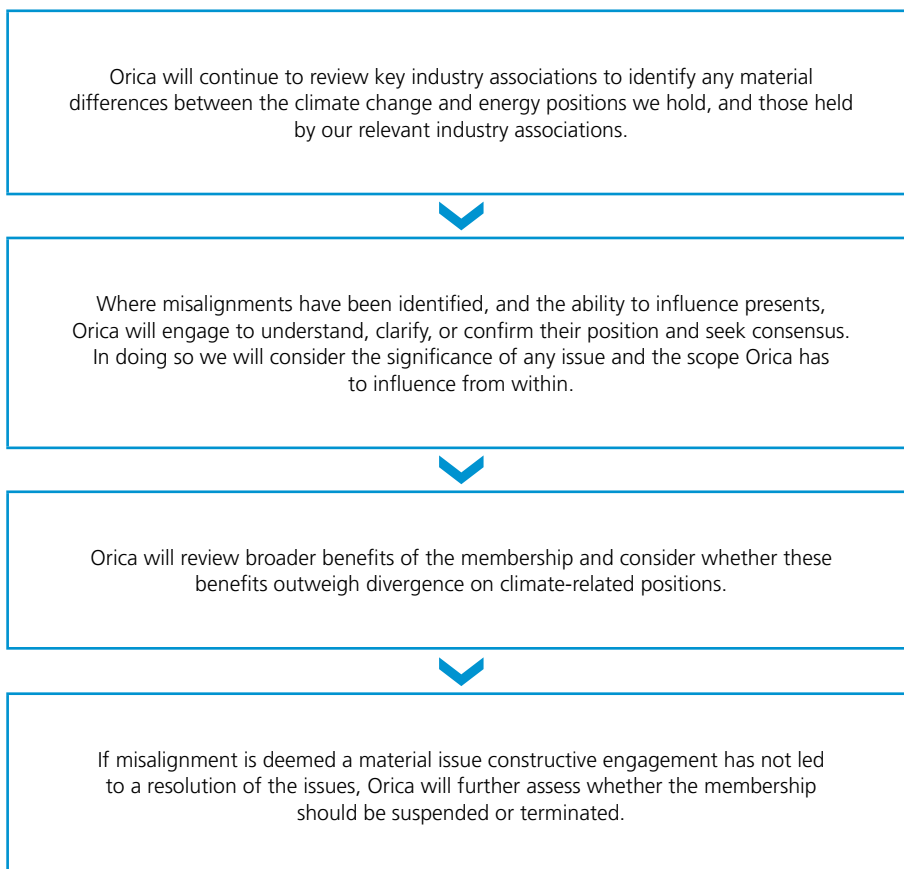 Orica will continue to review key industry associations to identify any material
differences between the climate change and energy positions we hold, and those held
by our relevant industry associations.
Where misalignments have been identified, and the ability to influence presents,
Orica will engage to understand, clarify, or confirm their position and seek consensus.
In doing so we will consider the significance of any issue and the scope Orica has
to influence from within.
Orica will review broader benefits of the membership and consider whether these
benefits outweigh divergence on climate-related positions.
If misalignment is deemed a material issue constructive engagement has not led
to a resolution of the issues, Orica will further assess whether the membership
should be suspended or terminated.